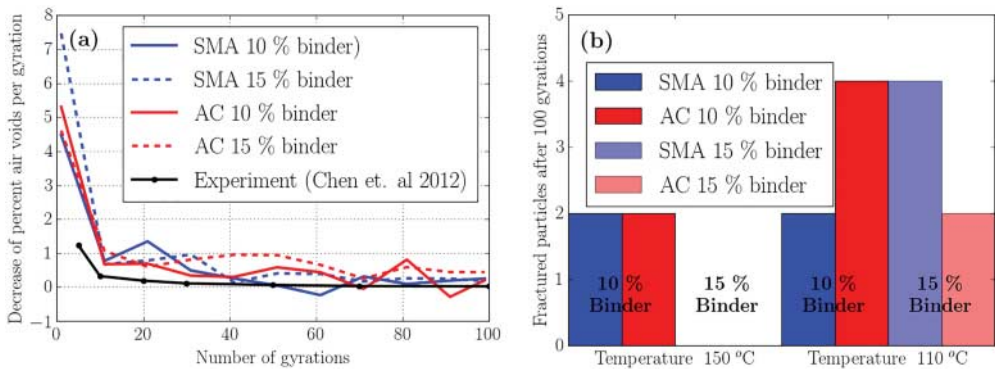 (a)
SMA 10 % binder)
SMA 15 % binder
AC 10 % binder
AC 15 % binder
Experiment (Chen et. al 2012)
Decrease of percent air voids per gyration
8
7
6
5
4
3
2
1
0
−1
0
20
40
60
80
100
Number of gyrations
(b)
SMA 10 % binder
AC 10 % binder
SMA 15 % binder
AC 15 % binder
Fractured particles after 100 gyrations
5
4
3
2
1
0
10 %
Binder
15 %
Binder
10 %
Binder
15 %
Binder
Temperature 150 °C
Temperature 110 °C